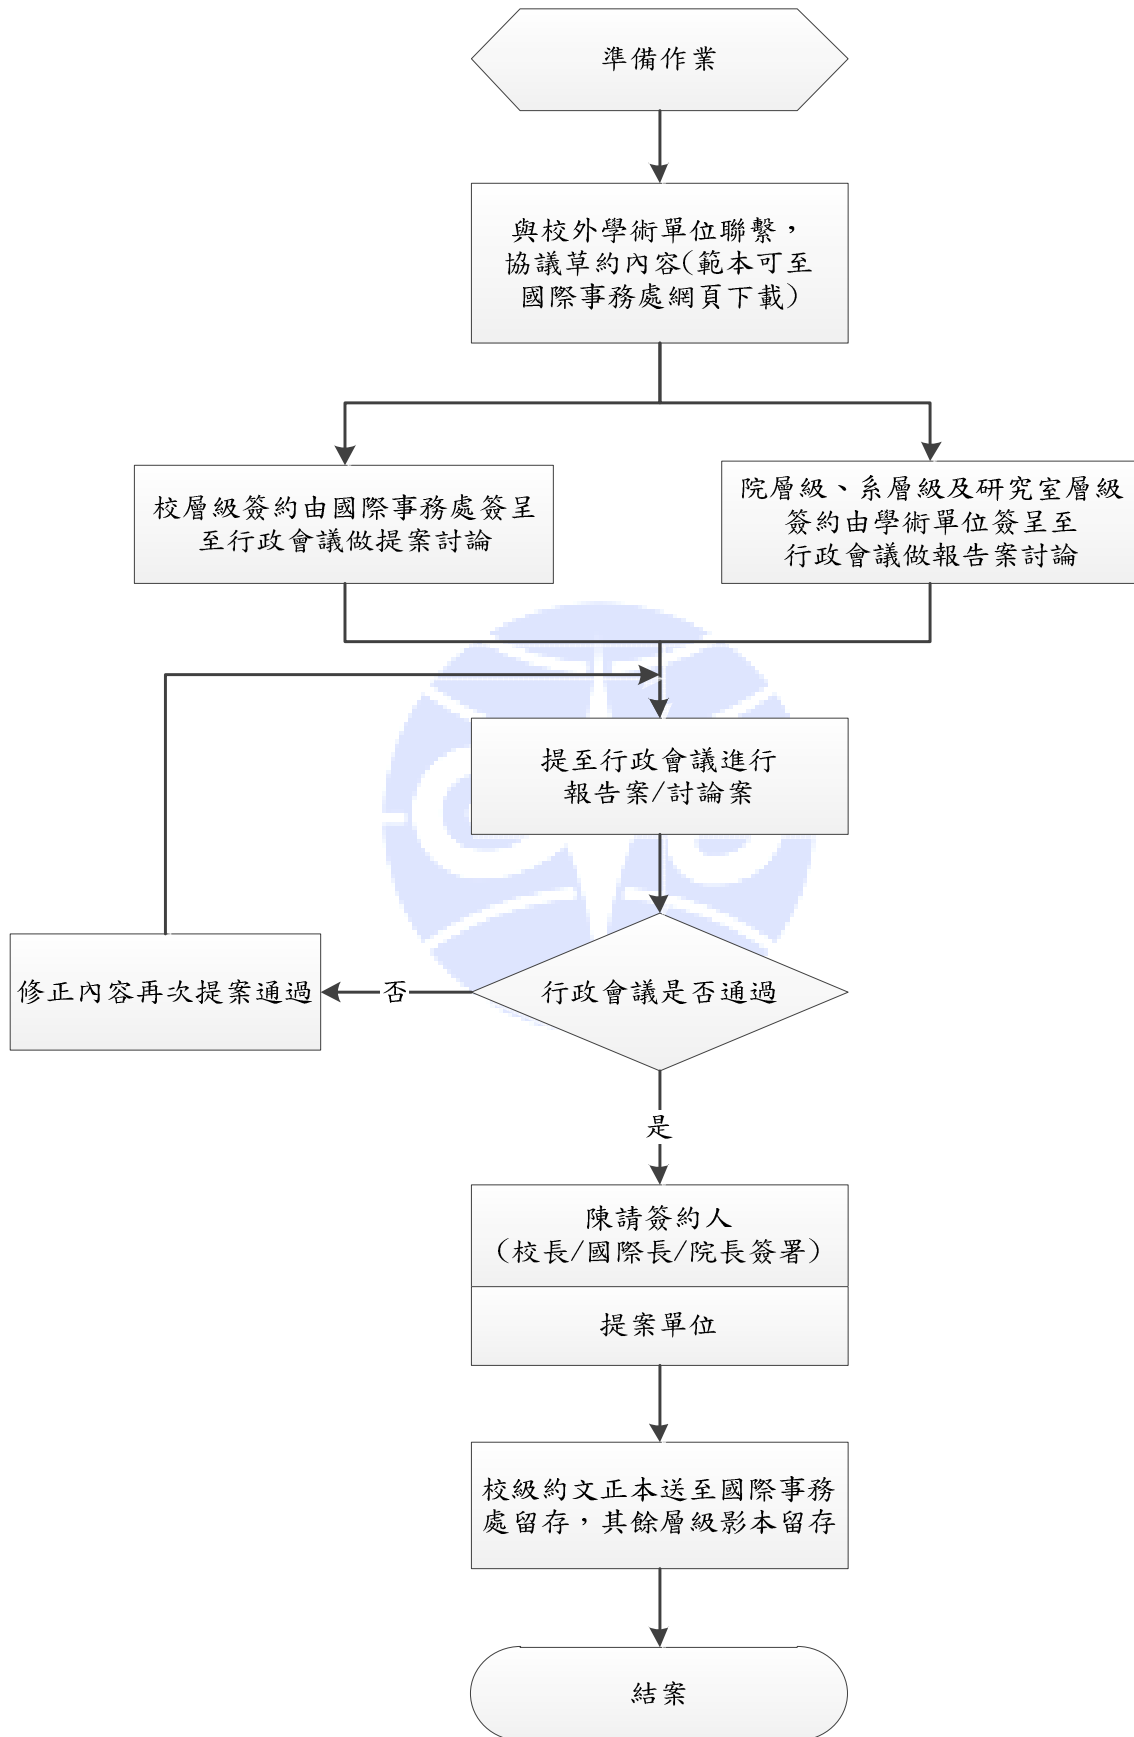 準備作業
與校外學術單位聯繫，
協議草約內容(範本可至
國際事務處網頁下載)
校層級簽約由國際事務處簽呈
至行政會議做提案討論
院層級、系層級及研究室層級
簽約由學術單位簽呈至
行政會議做報告案討論
提至行政會議進行
報告案/討論案
行政會議是否通過
否
修正內容再次提案通過
是
陳請簽約人
（校長/國際長/院長簽署）
提案單位
校級約文正本送至國際事務
處留存，其餘層級影本留存
結案